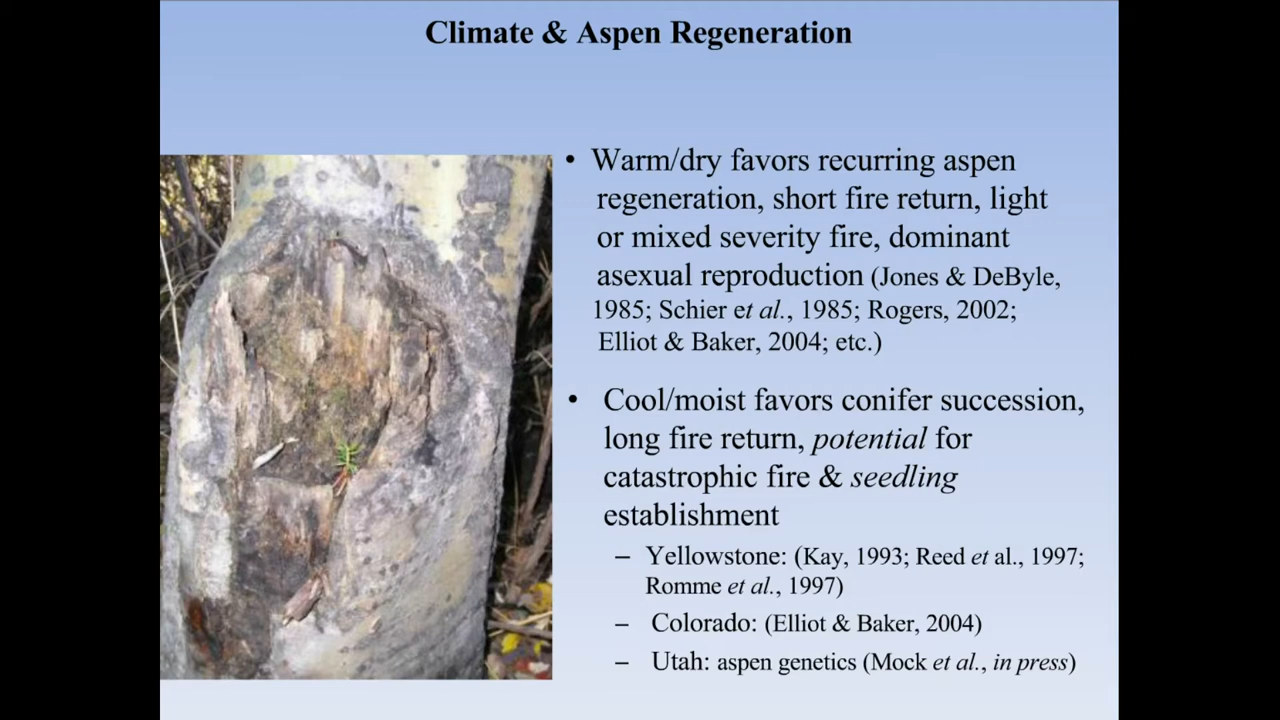 Climate & Aspen Regeneration
• Warm/dry favors recurring aspen
regeneration, short fire return, light
or mixed severity fire, dominant
asexual reproduction (Jones & DeByle,
1985; Schier et al., 1985; Rogers, 2002;
Elliot & Baker, 2004; etc.)
• Cool/moist favors conifer succession,
long fire return, potential for
catastrophic fire & seedling
establishment
– Yellowstone: (Kay, 1993; Reed et al., 1997;
Romme et al., 1997)
– Colorado: (Elliot & Baker, 2004)
– Utah: aspen genetics (Mock et al., in press)